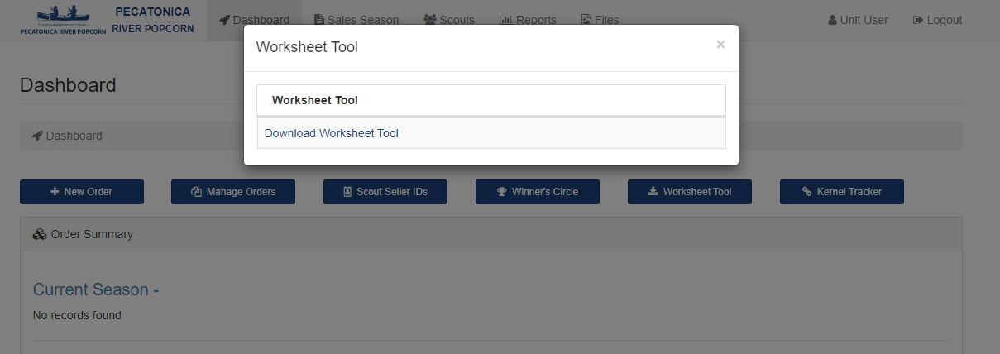 PECATONICA
RIVER POPCORN
PECATONICA RIVER POPCORN
Dashboard
Sales Season
Scouts
Reports
Files
Unit User
Logout
Worksheet Tool
×
Worksheet Tool
Download Worksheet Tool
Dashboard
Dashboard
New Order
Manage Orders
Scout Seller IDs
Winner's Circle
Worksheet Tool
Kernel Tracker
Order Summary
Current Season -
No records found